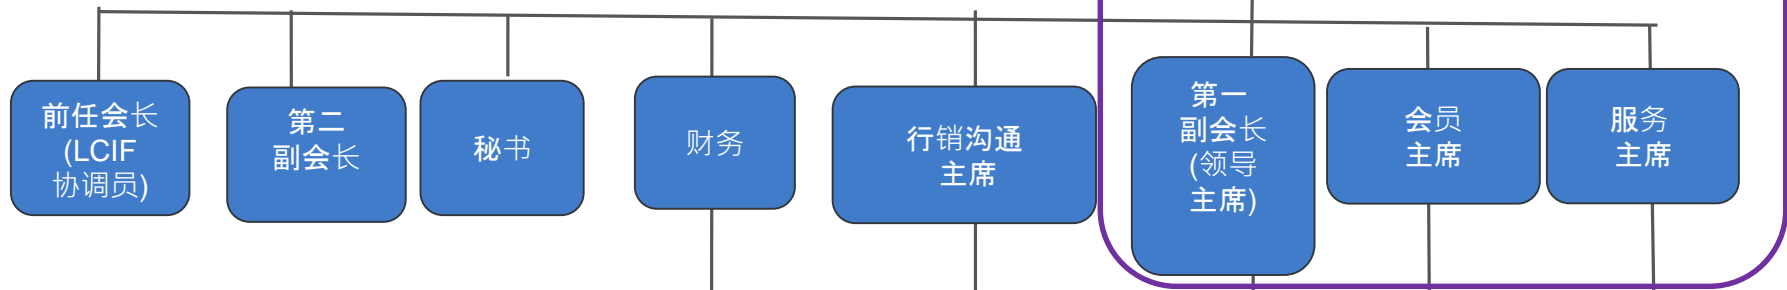 前任会长
(LCIF
协调员)
第二
副会长
秘书
财务
行销沟通
主席
第一
副会长
(领导
主席)
会员
主席
服务
主席